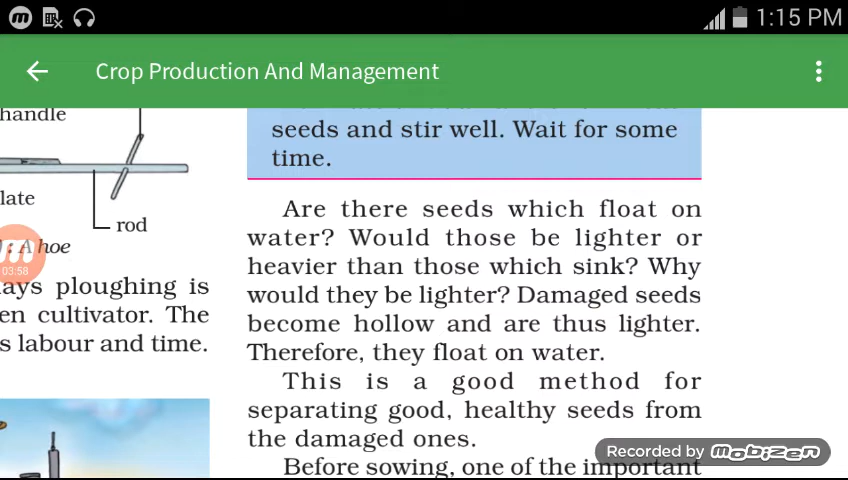 1:15 PM
Crop Production And Management
handle
late
rod
A hoe
03:58
ays ploughing is
en cultivator. The
s labour and time.
seeds and stir well. Wait for some
time.
Are there seeds which float on
water? Would those be lighter or
heavier than those which sink? Why
would they be lighter? Damaged seeds
become hollow and are thus lighter.
Therefore, they float on water.
This is a good method for
separating good, healthy seeds from
the damaged ones.
Before sowing, one of the important
Recorded by mobizen